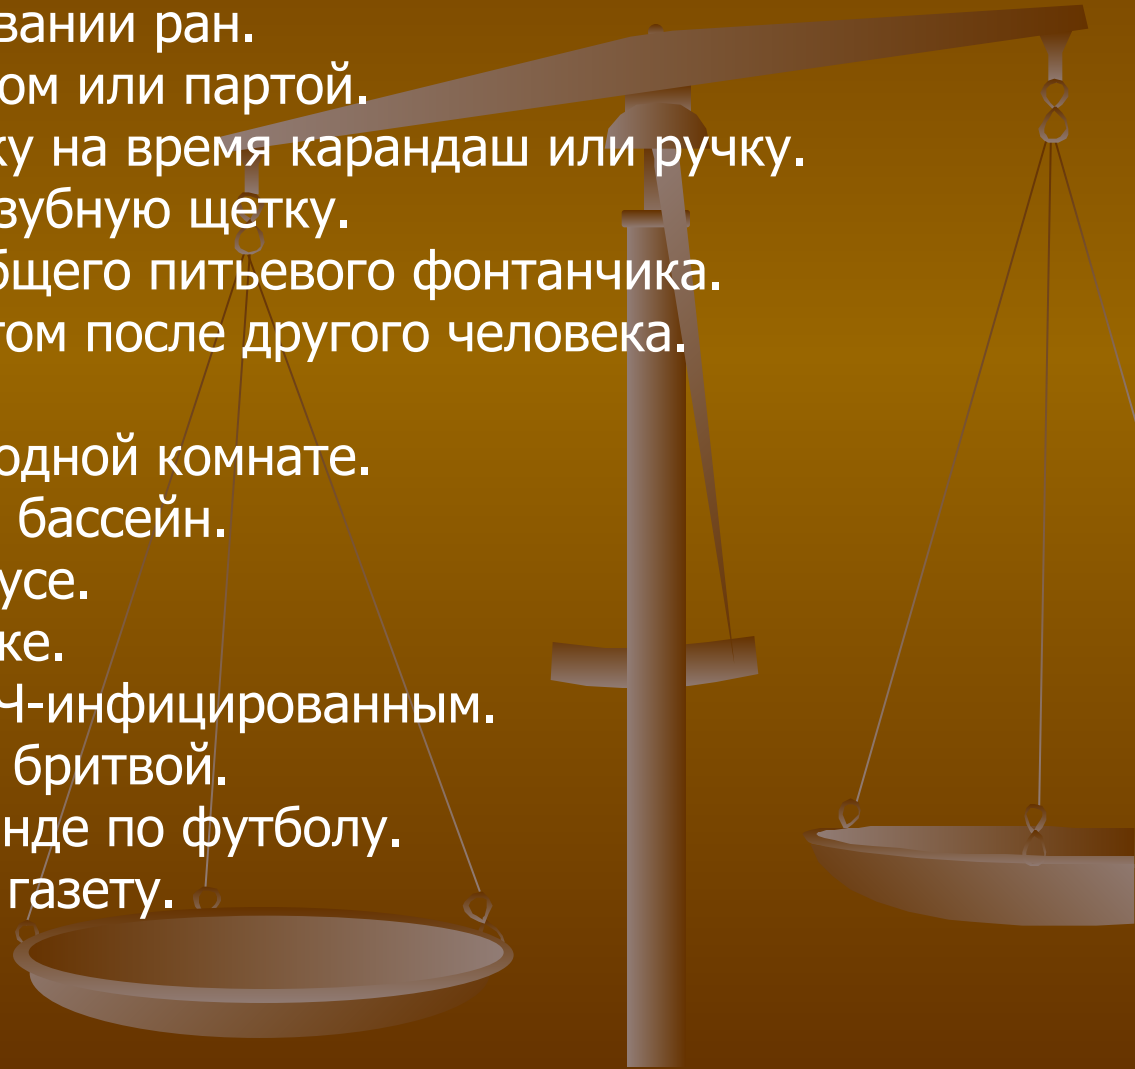 вании ран.
ом или партой.
ку на время карандаш или ручку.
зубную щетку.
бщего питьевого фонтанчика.
том после другого человека.
одной комнате.
бассейн.
усе.
ке.
Ч-инфицированным.
бритвой.
нде по футболу.
газету.